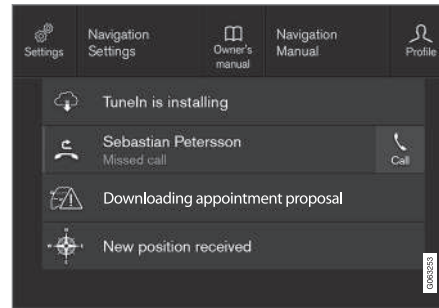 Settings
Navigation
Settings
Owner's
manual
Navigation
Manual
Profile
TuneIn is installing
Sebastian Petersson
Missed call
Call
Downloading appointment proposal
New position received
G063253